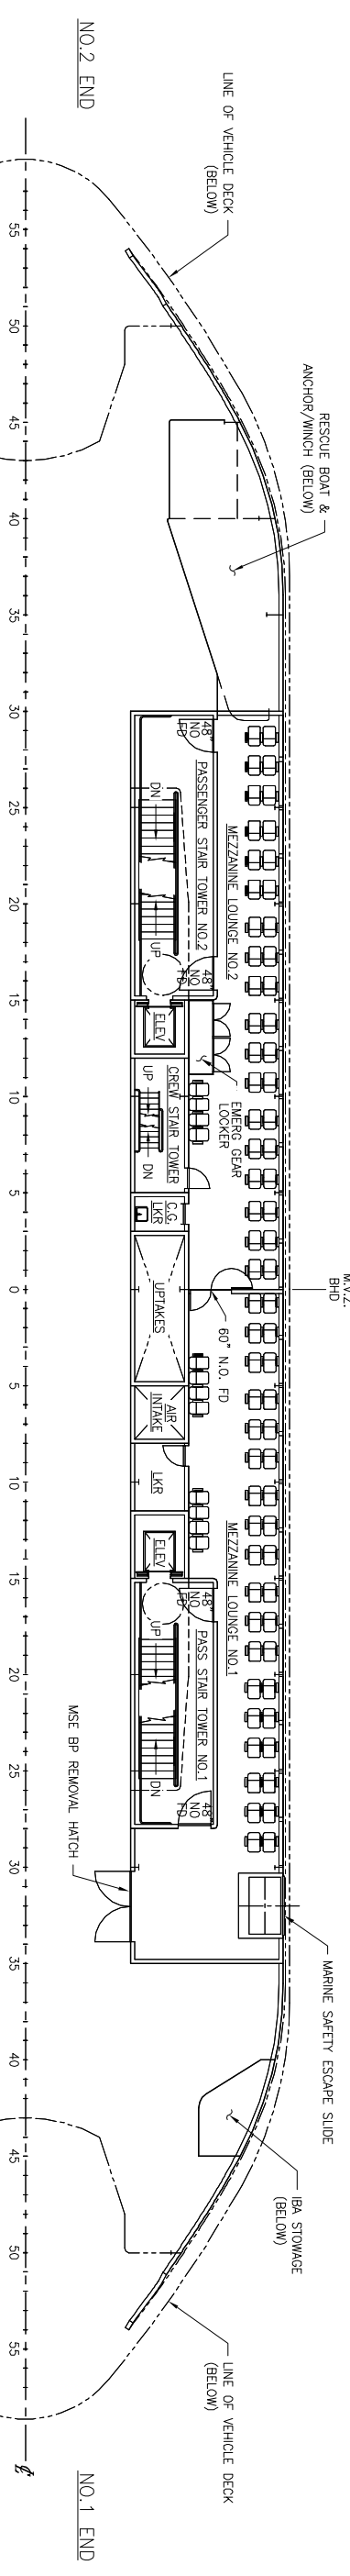 NO.2 END
LINE OF VEHICLE DECK
(BELOW)
RESCUE BOAT &
ANCHOR/WINCH (BELOW)
48"
NO
FD
PASSENGER STAIR TOWER NO.2
MEZZANINE LOUNGE NO.2
DN
UP
48"
NO
FD
ELEV
EMERG GEAR
LOCKER
CREW STAIR TOWER
UP
DN
C.G.
LKR
UPTAKES
M.V.Z.
BHD
60" N.O. FD
AIR
INTAKE
LKR
ELEV
MEZZANINE LOUNGE NO.1
48"
NO
FD
PASS STAIR TOWER NO.1
UP
DN
48"
NO
FD
MSE BP REMOVAL HATCH
MARINE SAFETY ESCAPE SLIDE
IBA STOWAGE
(BELOW)
LINE OF VEHICLE DECK
(BELOW)
NO.1 END
55 50 45 40 35 30 25 20 15 10 5 0 5 10 15 20 25 30 35 40 45 50 55